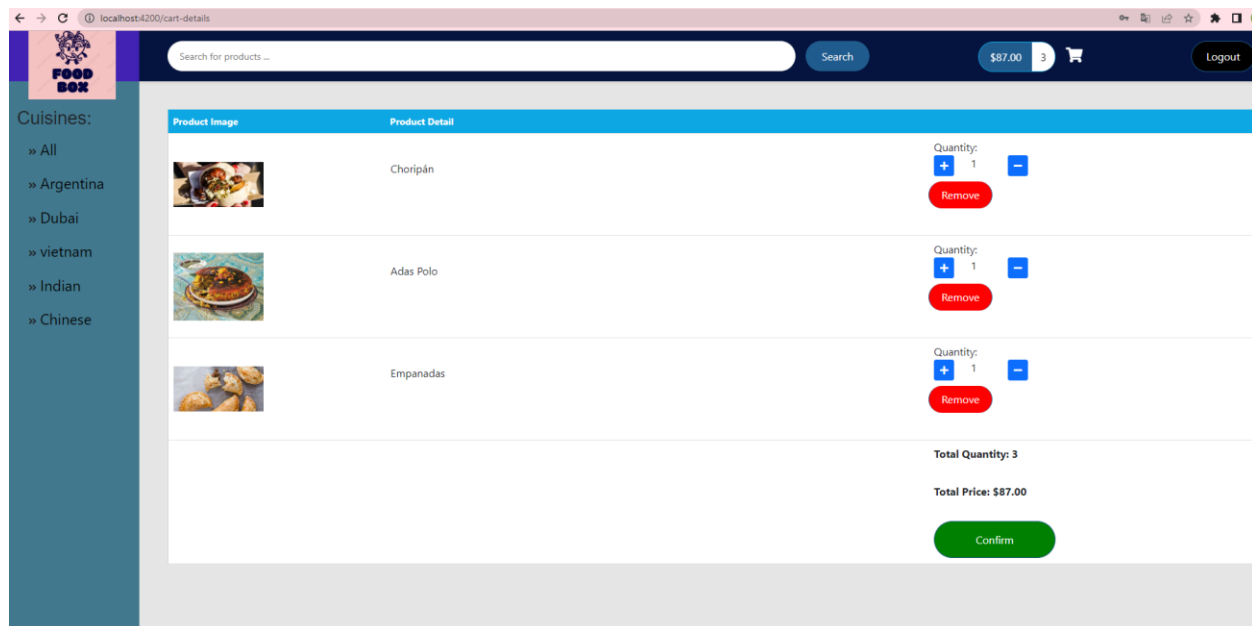 localhost:4200/cart-details
FOOD
BOX
Search for products ...
Search
$87.00 3
Logout
Cuisines:
» All
» Argentina
» Dubai
» vietnam
» Indian
» Chinese
Product Image Product Detail
Choripán
Quantity:
+ 1 −
Remove
Adas Polo
Quantity:
+ 1 −
Remove
Empanadas
Quantity:
+ 1 −
Remove
Total Quantity: 3
Total Price: $87.00
Confirm